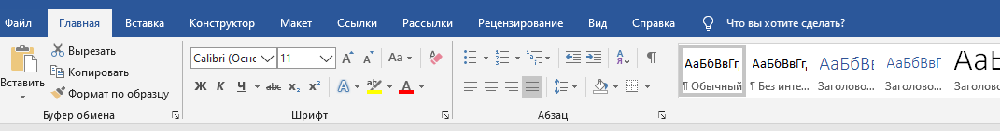 Файл Главная Вставка Конструктор Макет Ссылки Рассылки Рецензирование Вид Справка Что вы хотите сделать?
Вставить
Вырезать
Копировать
Формат по образцу
Буфер обмена
Calibri (Осно 11 Aa
Ж К Ч abc x₂ x² A A
Шрифт
Абзац
АаБбВвГг, АаБбВвГг, АаБбВв АаБбВвГ АаБ
¶ Обычный ¶ Без инте... Заголово... Заголово... Заголово